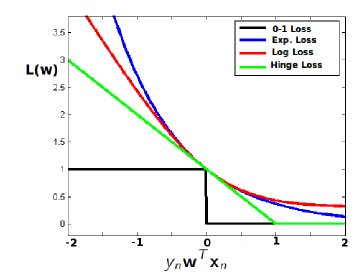 3.5
3
2.5
2
1.5
1
0.5
0
L(w)
0-1 Loss
Exp. Loss
Log Loss
Hinge Loss
-2 -1 0 1 2
yₙwᵀxₙ